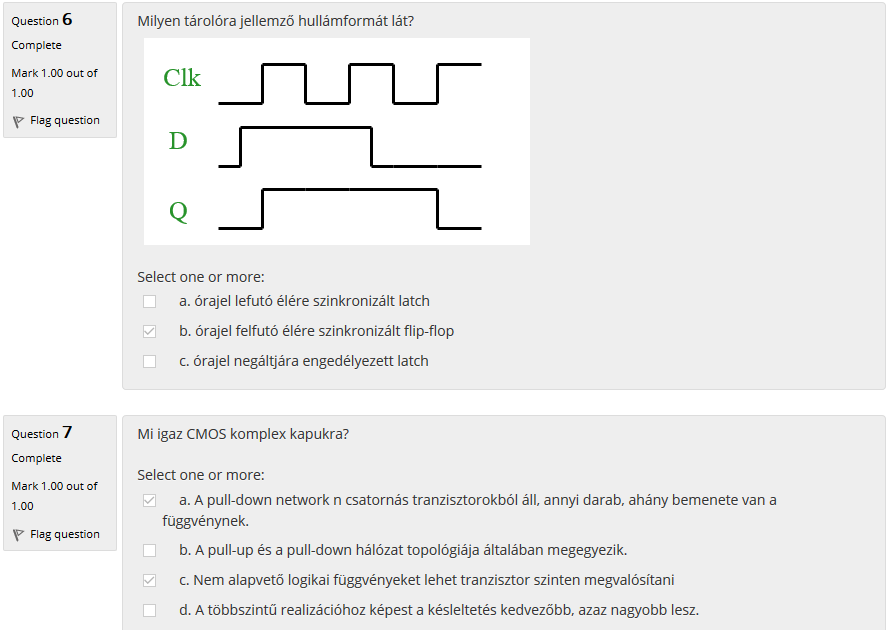 Question 6
Complete
Mark 1.00 out of
1.00
Flag question
Milyen tárolóra jellemző hullámformát lát?
Clk
D
Q
Select one or more:
a. órajel lefutó élére szinkronizált latch
b. órajel felfutó élére szinkronizált flip-flop
c. órajel negáltjára engedélyezett latch
Question 7
Complete
Mark 1.00 out of
1.00
Flag question
Mi igaz CMOS komplex kapukra?
Select one or more:
a. A pull-down network n csatornás tranzisztorokból áll, annyi darab, ahány bemenete van a
függvénynek.
b. A pull-up és a pull-down hálózat topológiája általában megegyezik.
c. Nem alapvető logikai függvényeket lehet tranzisztor szinten megvalósítani
d. A többszintű realizációhoz képest a késleltetés kedvezőbb, azaz nagyobb lesz.